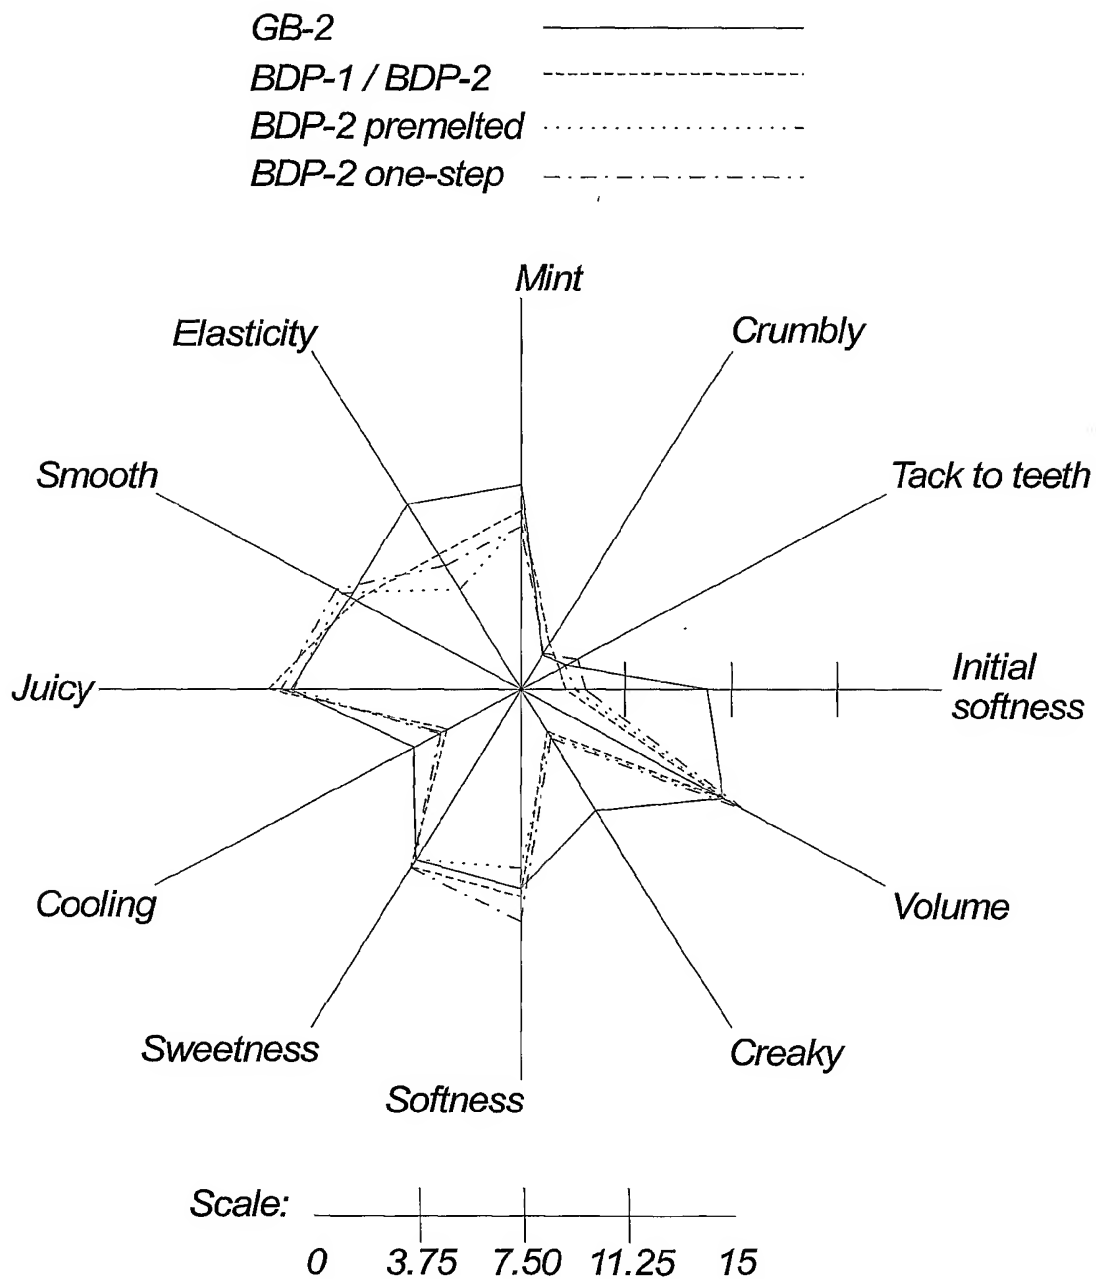 GB-2
BDP-1 / BDP-2
BDP-2 premelted
BDP-2 one-step
Mint
Elasticity
Crumbly
Smooth
Tack to teeth
Juicy
Initial
softness
Cooling
Volume
Sweetness
Creaky
Softness
Scale:
0 3.75 7.50 11.25 15